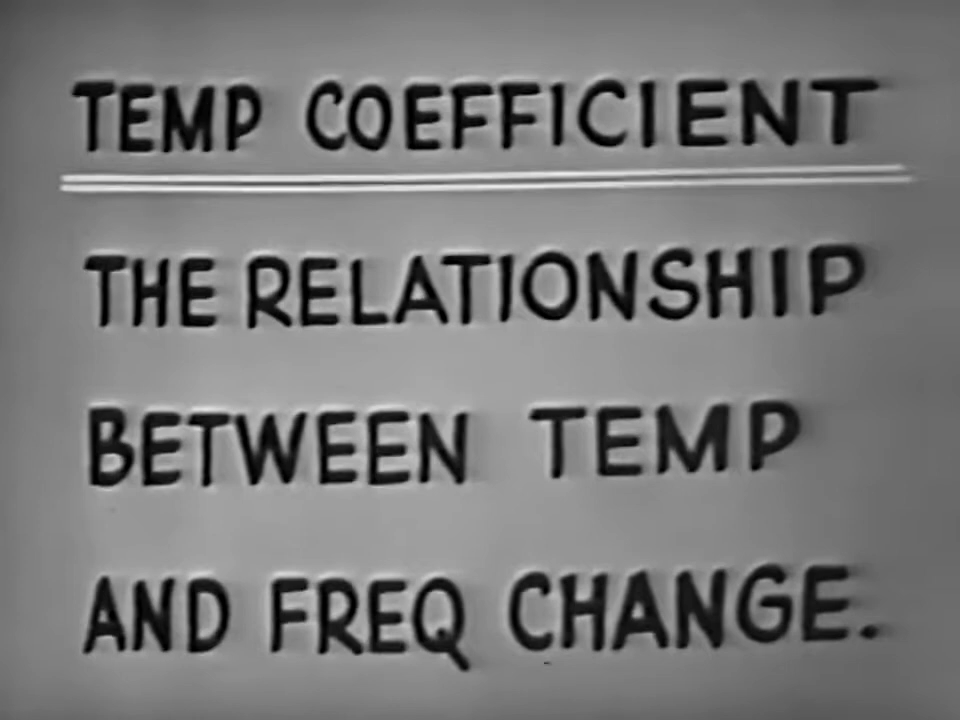 TEMP COEFFICIENT
THE RELATIONSHIP
BETWEEN TEMP
AND FREQ CHANGE.